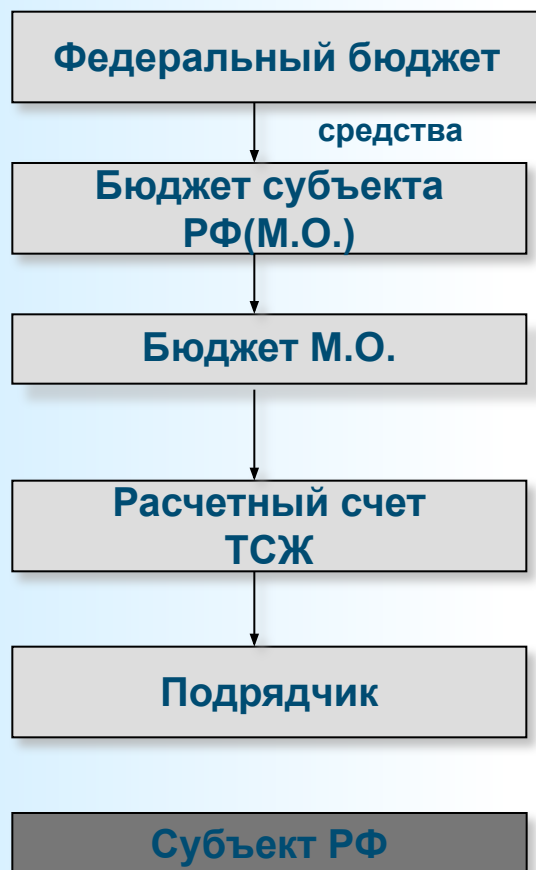 Федеральный бюджет
средства
Бюджет субъекта
РФ(М.О.)
Бюджет М.О.
Расчетный счет
ТСЖ
Подрядчик
Субъект РФ